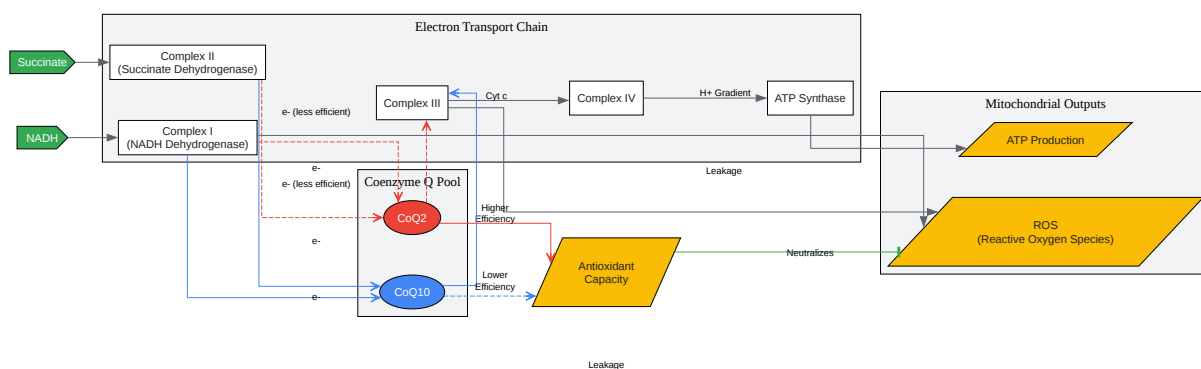 Electron Transport Chain
Succinate
Complex II
(Succinate Dehydrogenase)
Complex III
Cyt c
Complex IV
H+ Gradient
ATP Synthase
e- (less efficient)
NADH
Complex I
(NADH Dehydrogenase)
Mitochondrial Outputs
ATP Production
e-
Leakage
e- (less efficient)
Coenzyme Q Pool
CoQ2
Higher
Efficiency
ROS
(Reactive Oxygen Species)
e-
Neutralizes
Antioxidant
Capacity
Lower
Efficiency
CoQ10
e-
Leakage